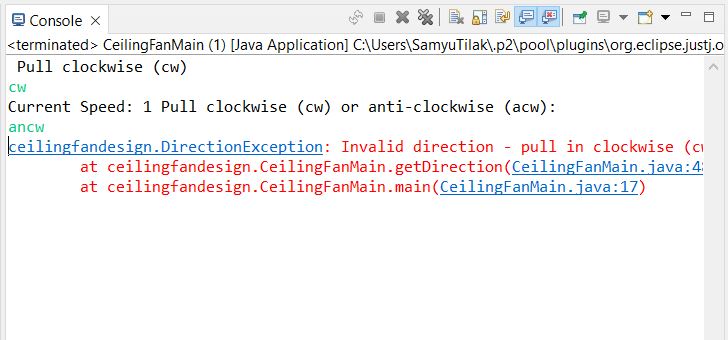 Console
<terminated> CeilingFanMain (1) [Java Application] C:\Users\SamyuTilak\.p2\pool\plugins\org.eclipse.justj.o
Pull clockwise (cw)
cw
Current Speed: 1 Pull clockwise (cw) or anti-clockwise (acw):
ancw
ceilingfandesign.DirectionException: Invalid direction - pull in clockwise (cw
at ceilingfandesign.CeilingFanMain.getDirection(CeilingFanMain.java:48
at ceilingfandesign.CeilingFanMain.main(CeilingFanMain.java:17)